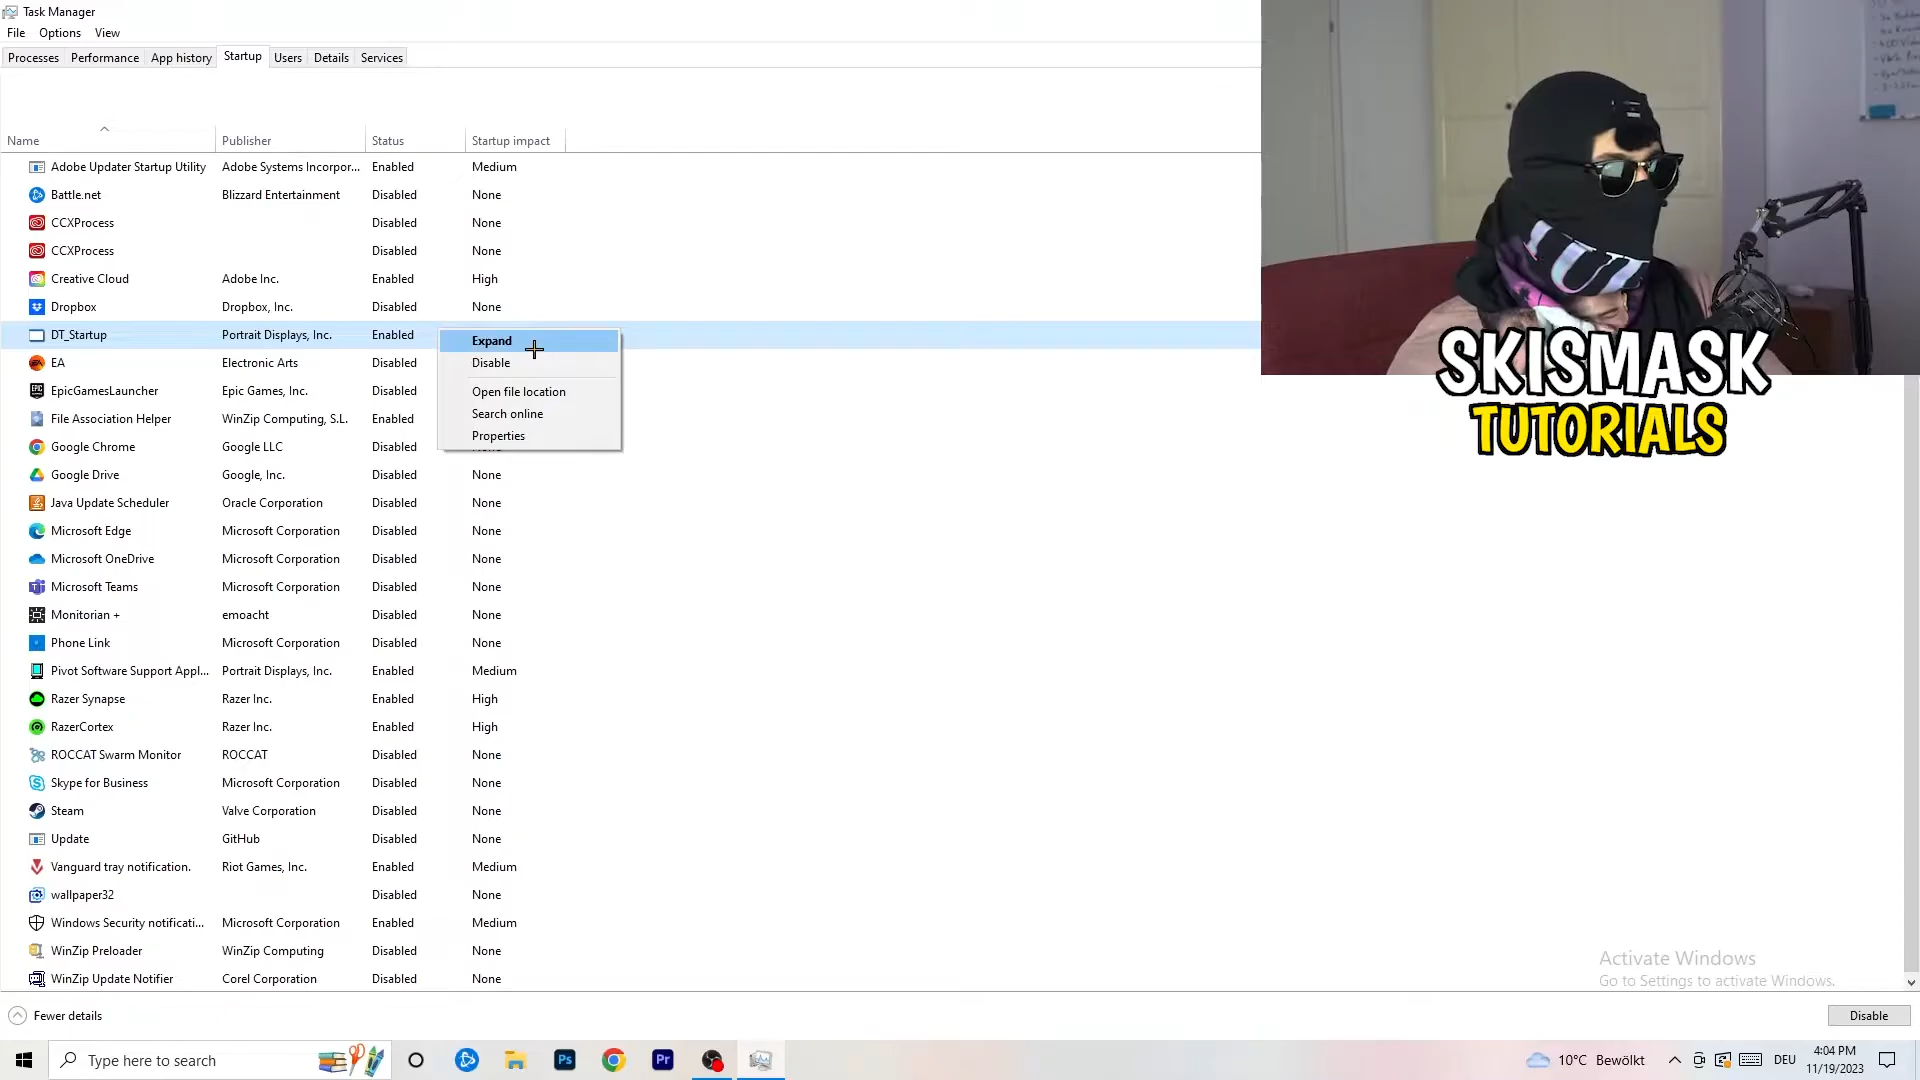 Task Manager
File Options View
Processes Performance App history Startup Users Details Services
Name Publisher Status Startup impact
Adobe Updater Startup Utility Adobe Systems Incorpor... Enabled Medium
Battle.net Blizzard Entertainment Disabled None
CCXProcess Disabled None
CCXProcess Disabled None
Creative Cloud Adobe Inc. Enabled High
Dropbox Dropbox, Inc. Disabled None
DT_Startup Portrait Displays, Inc. Enabled
Expand
EA Electronic Arts Disabled
Disable
EpicGamesLauncher Epic Games, Inc. Disabled
Open file location
File Association Helper WinZip Computing, S.L. Enabled
Search online
Properties
Google Chrome Google LLC Disabled
Google Drive Google, Inc. Disabled None
Java Update Scheduler Oracle Corporation Disabled None
Microsoft Edge Microsoft Corporation Disabled None
Microsoft OneDrive Microsoft Corporation Disabled None
Microsoft Teams Microsoft Corporation Disabled None
Monitorian + emoacht Disabled None
Phone Link Microsoft Corporation Disabled None
Pivot Software Support Appl... Portrait Displays, Inc. Enabled Medium
Razer Synapse Razer Inc. Enabled High
RazerCortex Razer Inc. Enabled High
ROCCAT Swarm Monitor ROCCAT Disabled None
Skype for Business Microsoft Corporation Disabled None
Steam Valve Corporation Disabled None
Update GitHub Disabled None
Vanguard tray notification. Riot Games, Inc. Enabled Medium
wallpaper32 Disabled None
Windows Security notificati... Microsoft Corporation Enabled Medium
WinZip Preloader WinZip Computing Disabled None
WinZip Update Notifier Corel Corporation Disabled None
SKISMASK
TUTORIALS
Activate Windows
Go to Settings to activate Windows.
Fewer details
Disable
Type here to search
Ps
Pr
10°C Bewölkt
DEU
4:04 PM
11/19/2023